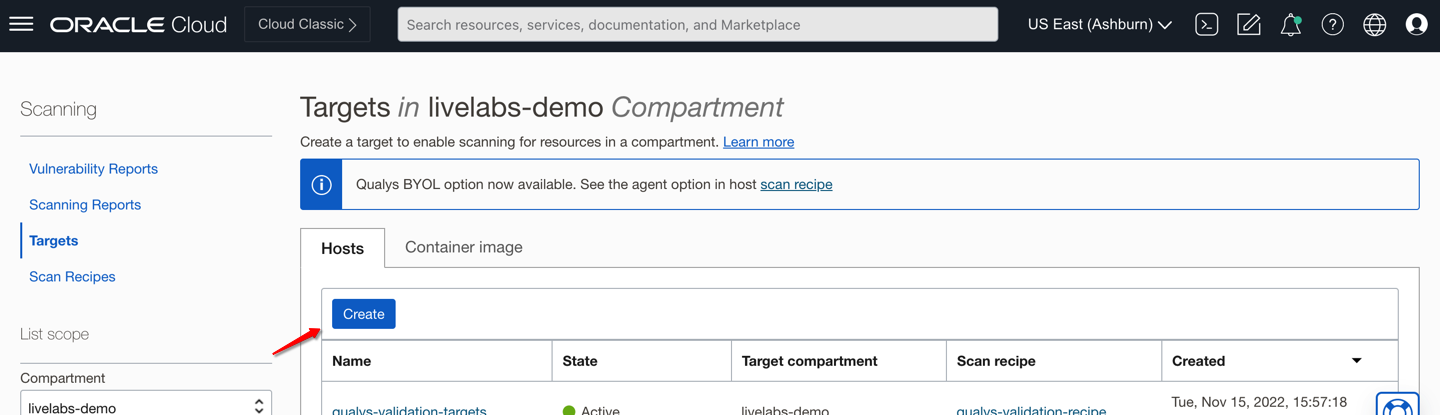 ORACLE Cloud
Cloud Classic
Search resources, services, documentation, and Marketplace
US East (Ashburn)
Scanning
Vulnerability Reports
Scanning Reports
Targets
Scan Recipes
List scope
Compartment
livelabs-demo
Targets in livelabs-demo Compartment
Create a target to enable scanning for resources in a compartment. Learn more
Qualys BYOL option now available. See the agent option in host scan recipe
Hosts Container image
Create
Name State Target compartment Scan recipe Created
qualys-validation-targets Active livelabs-demo qualys-validation-recipe Tue, Nov 15, 2022, 15:57:18